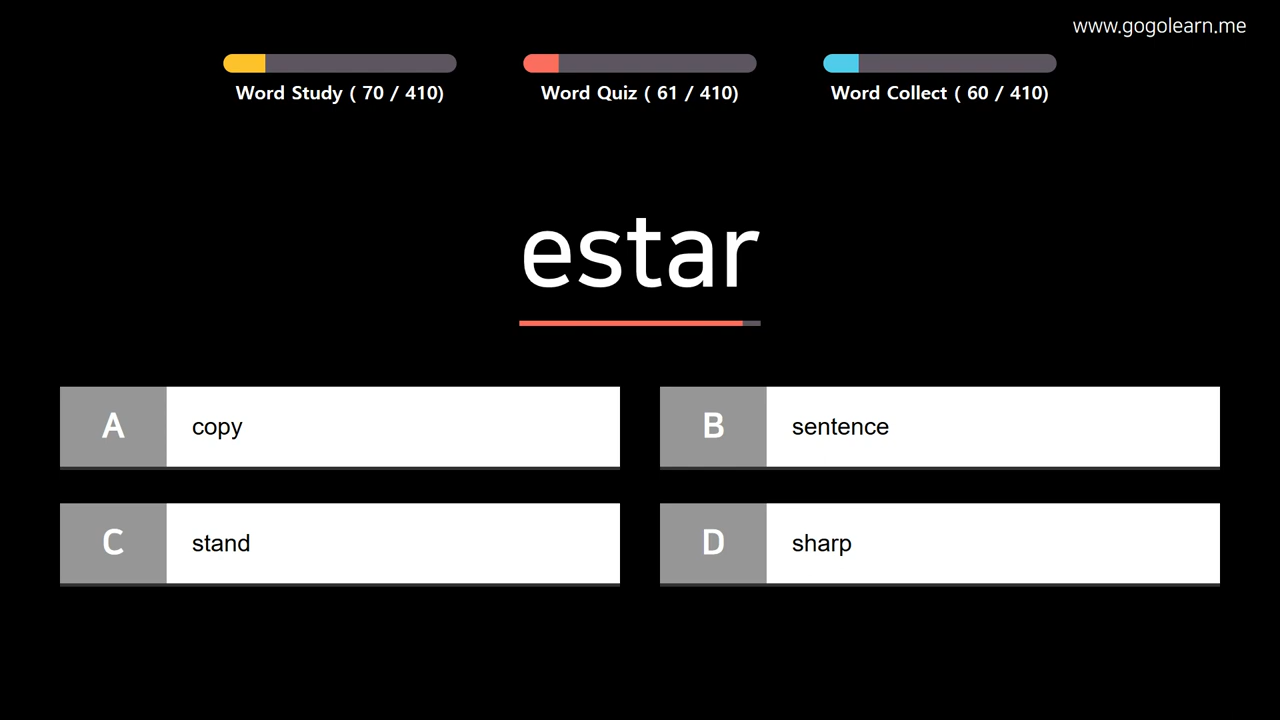 www.gogolearn.me
Word Study ( 70 / 410)
Word Quiz ( 61 / 410)
Word Collect ( 60 / 410)
estar
A copy
B sentence
C stand
D sharp